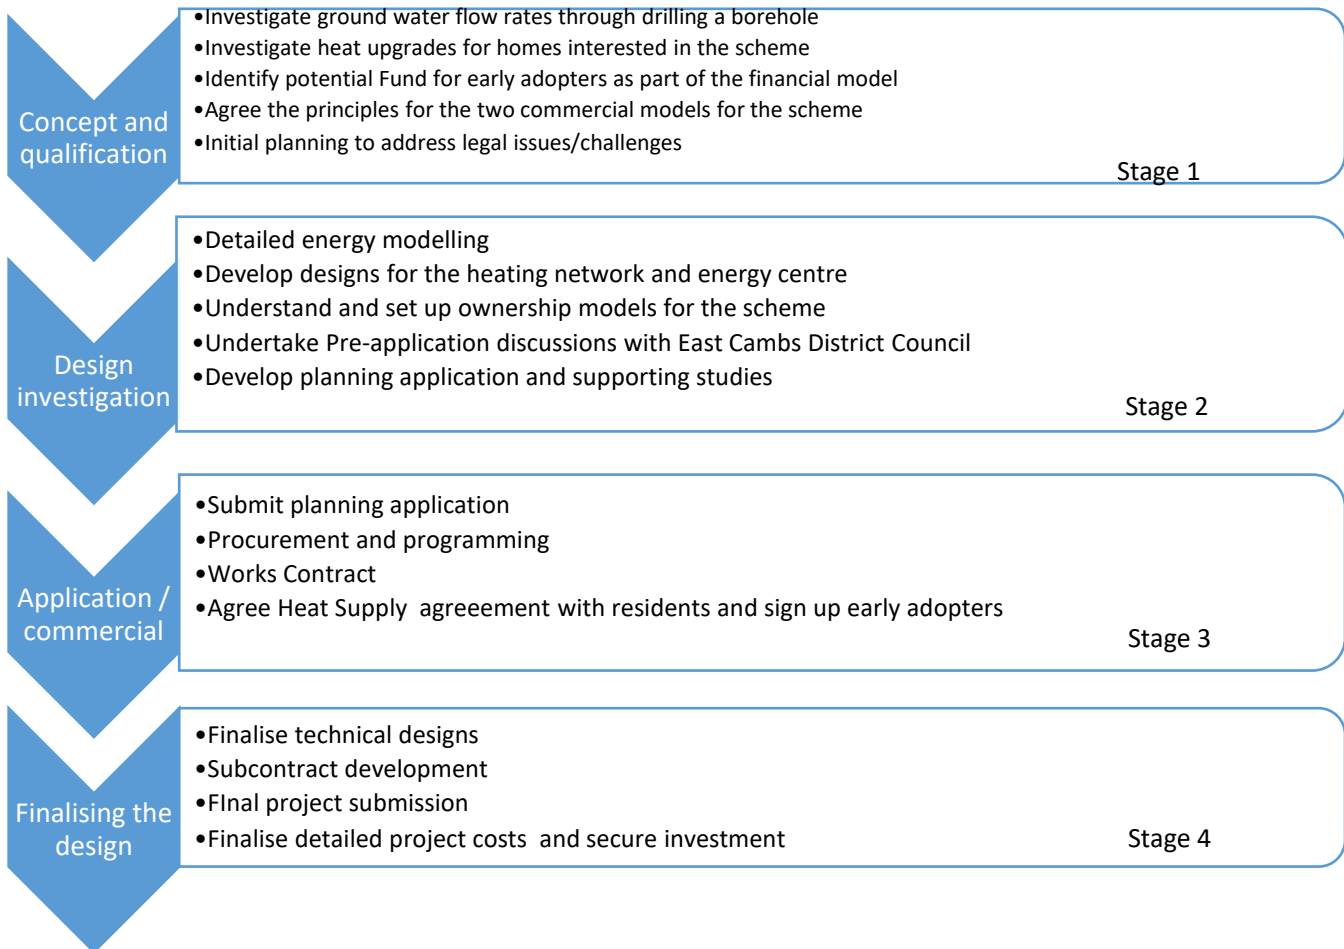 •Investigate ground water flow rates through drilling a borehole
•Investigate heat upgrades for homes interested in the scheme
•Identify potential Fund for early adopters as part of the financial model
•Agree the principles for the two commercial models for the scheme
•Initial planning to address legal issues/challenges
Concept and
qualification
Stage 1
•Detailed energy modelling
•Develop designs for the heating network and energy centre
•Understand and set up ownership models for the scheme
•Undertake Pre-application discussions with East Cambs District Council
•Develop planning application and supporting studies
Design
investigation
Stage 2
•Submit planning application
•Procurement and programming
•Works Contract
•Agree Heat Supply  agreeement with residents and sign up early adopters
Application /
commercial
Stage 3
•Finalise technical designs
•Subcontract development
•FInal project submission
•Finalise detailed project costs  and secure investment
Finalising the
design
Stage 4